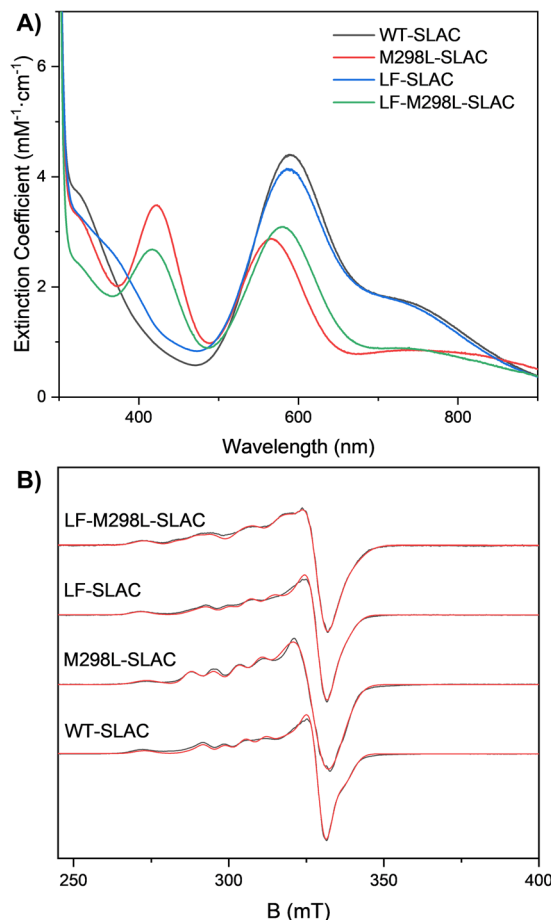 A)
WT-SLAC
M298L-SLAC
LF-SLAC
LF-M298L-SLAC
6
4
2
0
Extinction Coefficient (mM⁻¹·cm⁻¹)
400 500 600 700 800
Wavelength (nm)
B)
LF-M298L-SLAC
LF-SLAC
M298L-SLAC
WT-SLAC
250 300 350 400
B (mT)